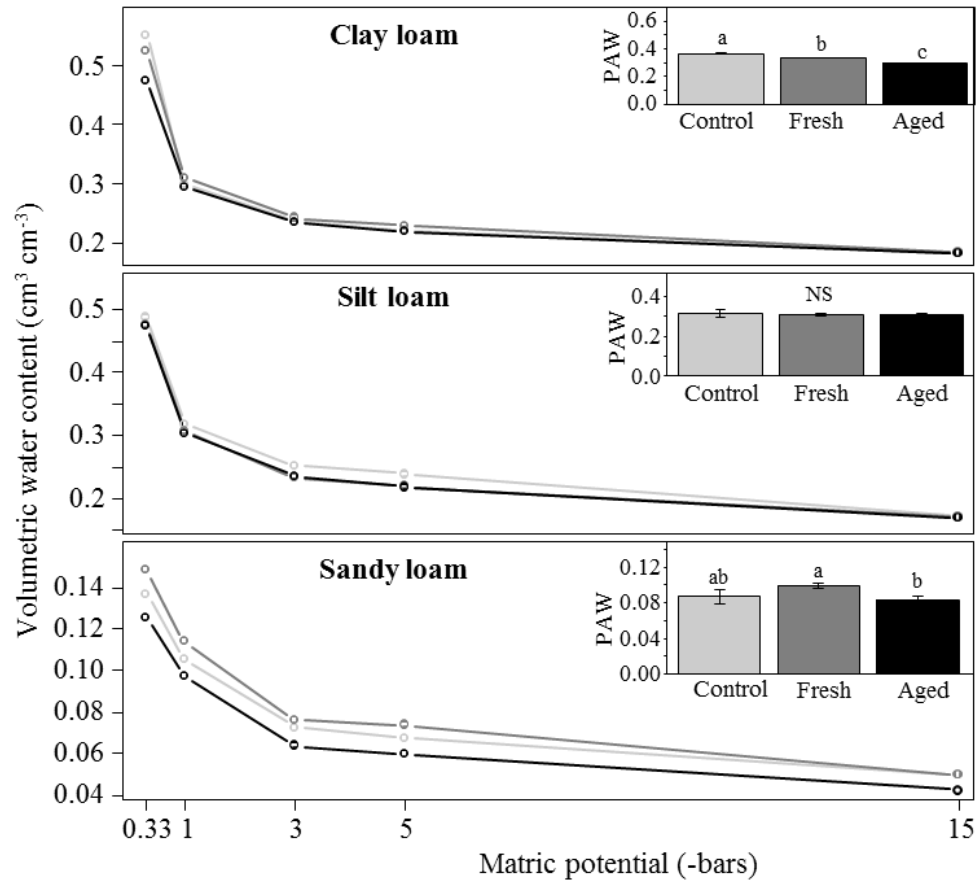 Volumetric water content (cm³ cm⁻³)
Clay loam
0.5
0.4
0.3
0.2
PAW
0.6
0.4
0.2
0.0
a
b
c
Control Fresh Aged
Silt loam
0.5
0.4
0.3
0.2
PAW
0.4
0.2
0.0
NS
Control Fresh Aged
Sandy loam
0.14
0.12
0.10
0.08
0.06
0.04
PAW
0.12
0.08
0.04
0.00
ab
a
b
Control Fresh Aged
0.33 1 3 5 15
Matric potential (-bars)